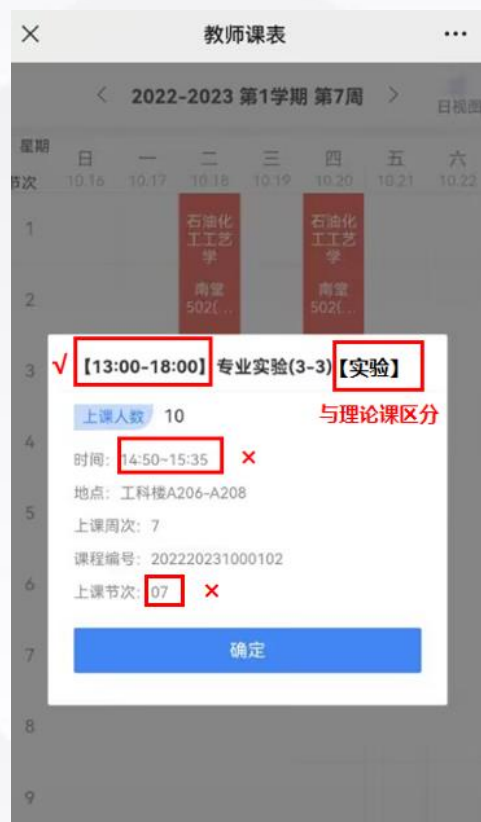 教师课表
2022-2023 第1学期 第7周
日视图
星期 日 一 二 三 四 五 六
节次 10.16 10.17 10.18 10.19 10.20 10.21 10.22
1
石油化工工艺学
石油化工工艺学
2
南堂502(...
南堂502(...
3
√ 【13:00-18:00】 专业实验(3-3) 【实验】
上课人数 10
与理论课区分
4
时间: 14:50~15:35 ×
地点: 工科楼A206-A208
5
上课周次: 7
课程编号: 202220231000102
6
上课节次: 07 ×
7
确定
8
9